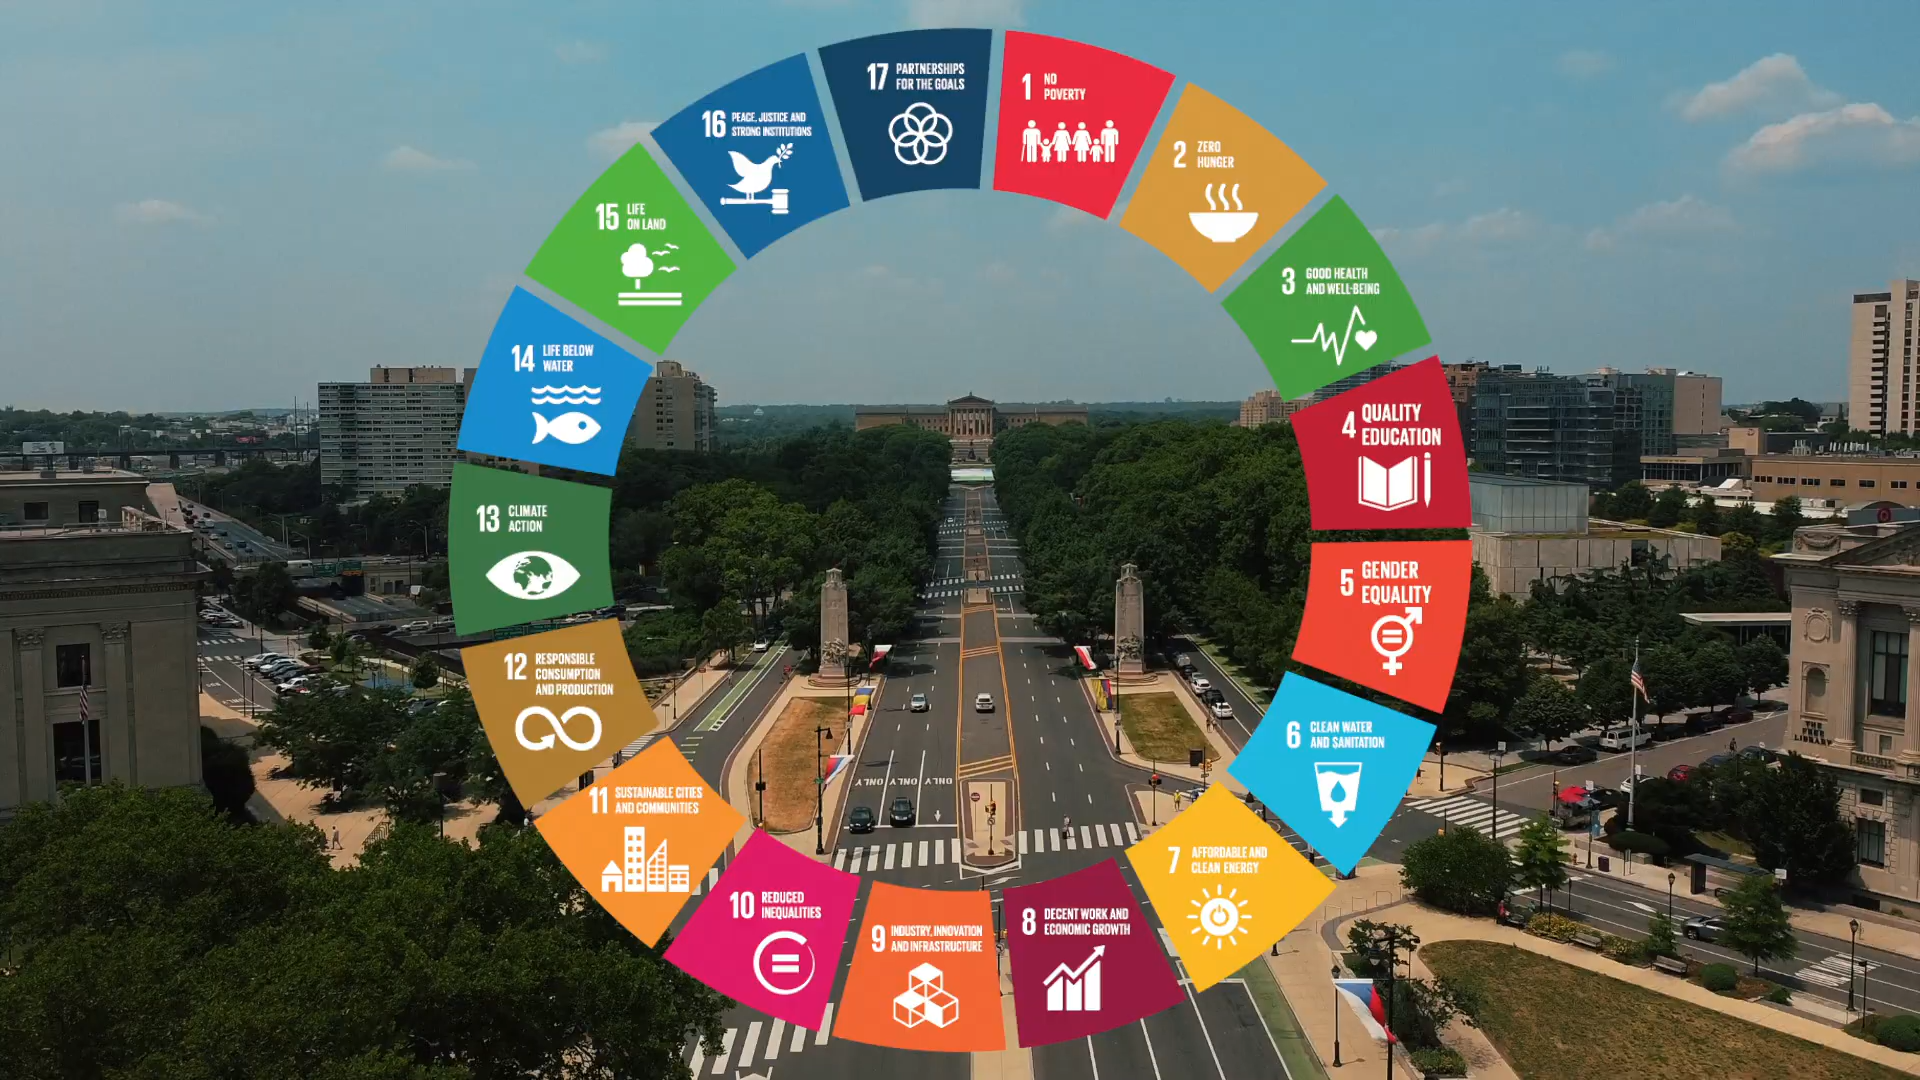 17 PARTNERSHIPS
FOR THE GOALS
1 NO
POVERTY
2 ZERO
HUNGER
3 GOOD HEALTH
AND WELL-BEING
4 QUALITY
EDUCATION
5 GENDER
EQUALITY
6 CLEAN WATER
AND SANITATION
7 AFFORDABLE AND
CLEAN ENERGY
8 DECENT WORK AND
ECONOMIC GROWTH
9 INDUSTRY, INNOVATION
AND INFRASTRUCTURE
10 REDUCED
INEQUALITIES
11 SUSTAINABLE CITIES
AND COMMUNITIES
12 RESPONSIBLE
CONSUMPTION
AND PRODUCTION
13 CLIMATE
ACTION
14 LIFE BELOW
WATER
15 LIFE
ON LAND
16 PEACE, JUSTICE AND
STRONG INSTITUTIONS
ONLY ONLY ONLY
THE
FREE
LIBRARY